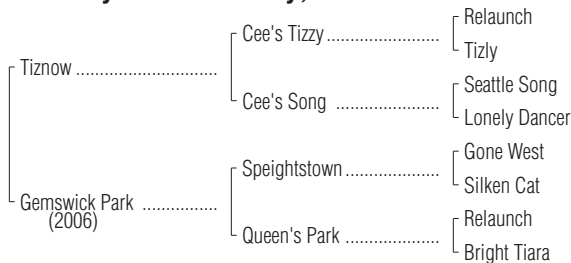 Relaunch
Cee's Tizzy
Tizly
Tiznow
Seattle Song
Cee's Song
Lonely Dancer
Gone West
Speightstown
Silken Cat
Gemswick Park
(2006)
Relaunch
Queen's Park
Bright Tiara